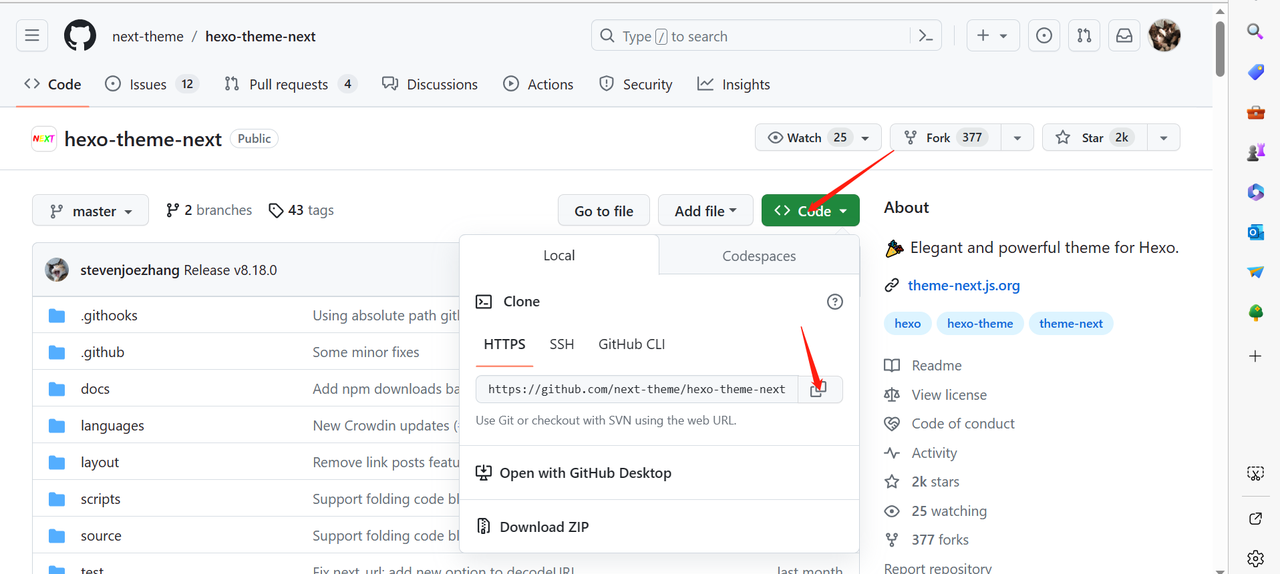 next-theme / hexo-theme-next
Type / to search
Code
Issues 12
Pull requests 4
Discussions
Actions
Security
Insights
NEXT
hexo-theme-next
Public
Watch 25
Fork 377
Star 2k
master
2 branches
43 tags
Go to file
Add file
Code
About
Local
Codespaces
Elegant and powerful theme for Hexo.
stevenjoezhang Release v8.18.0
theme-next.js.org
Clone
.githooks
Using absolute path gitl
hexo
hexo-theme
theme-next
HTTPS
SSH
GitHub CLI
.github
Some minor fixes
Readme
https://github.com/next-theme/hexo-theme-next
docs
Add npm downloads ba
View license
Use Git or checkout with SVN using the web URL.
languages
New Crowdin updates (
Code of conduct
Activity
layout
Remove link posts featu
Open with GitHub Desktop
2k stars
scripts
Support folding code bl
25 watching
Download ZIP
source
Support folding code bl
377 forks
test
Fix next_url: add new option to decodeURI
last month
Report repository